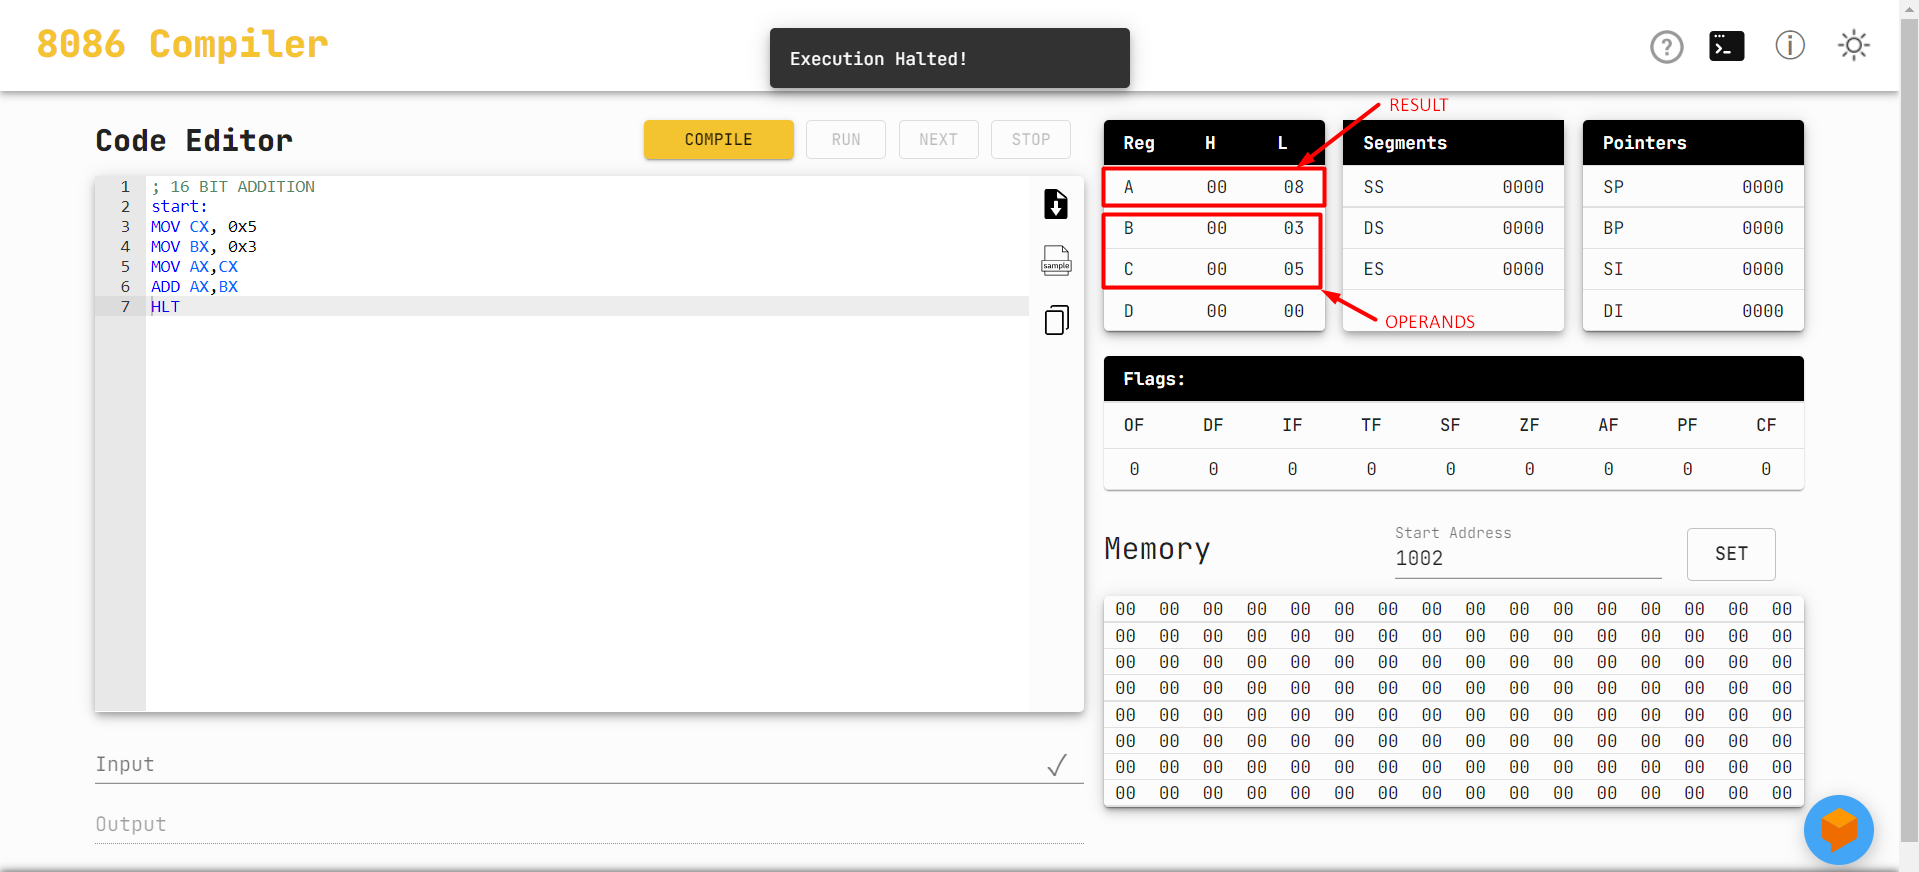 8086 Compiler
Execution Halted!
RESULT
Code Editor
COMPILE RUN NEXT STOP
1 ; 16 BIT ADDITION
2 start:
3 MOV CX, 0x5
4 MOV BX, 0x3
5 MOV AX,CX
6 ADD AX,BX
7 HLT
sample
Reg H L
A 00 08
B 00 03
C 00 05
D 00 00
OPERANDS
Segments
SS 0000
DS 0000
ES 0000
Pointers
SP 0000
BP 0000
SI 0000
DI 0000
Flags:
OF DF IF TF SF ZF AF PF CF
0 0 0 0 0 0 0 0 0
Memory
Start Address
1002
SET
00 00 00 00 00 00 00 00 00 00 00 00 00 00 00 00
00 00 00 00 00 00 00 00 00 00 00 00 00 00 00 00
00 00 00 00 00 00 00 00 00 00 00 00 00 00 00 00
00 00 00 00 00 00 00 00 00 00 00 00 00 00 00 00
00 00 00 00 00 00 00 00 00 00 00 00 00 00 00 00
00 00 00 00 00 00 00 00 00 00 00 00 00 00 00 00
00 00 00 00 00 00 00 00 00 00 00 00 00 00 00 00
00 00 00 00 00 00 00 00 00 00 00 00 00 00 00 00
Input
Output